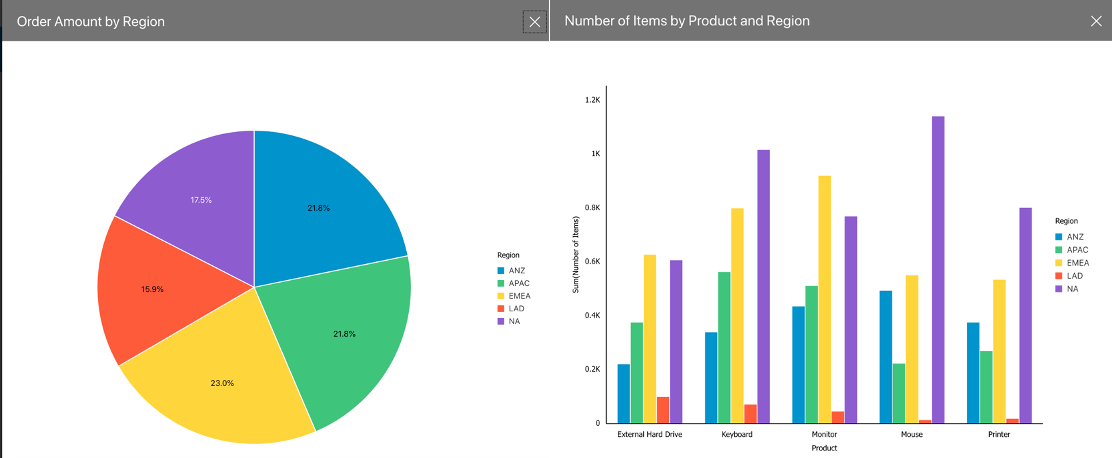 Order Amount by Region
17.5%
21.8%
15.9%
21.8%
23.0%
Region
ANZ
APAC
EMEA
LAD
NA
Number of Items by Product and Region
Sum(Number of Items)
1.2K
1K
0.8K
0.6K
0.4K
0.2K
0
External Hard Drive
Keyboard
Monitor
Mouse
Printer
Product
Region
ANZ
APAC
EMEA
LAD
NA